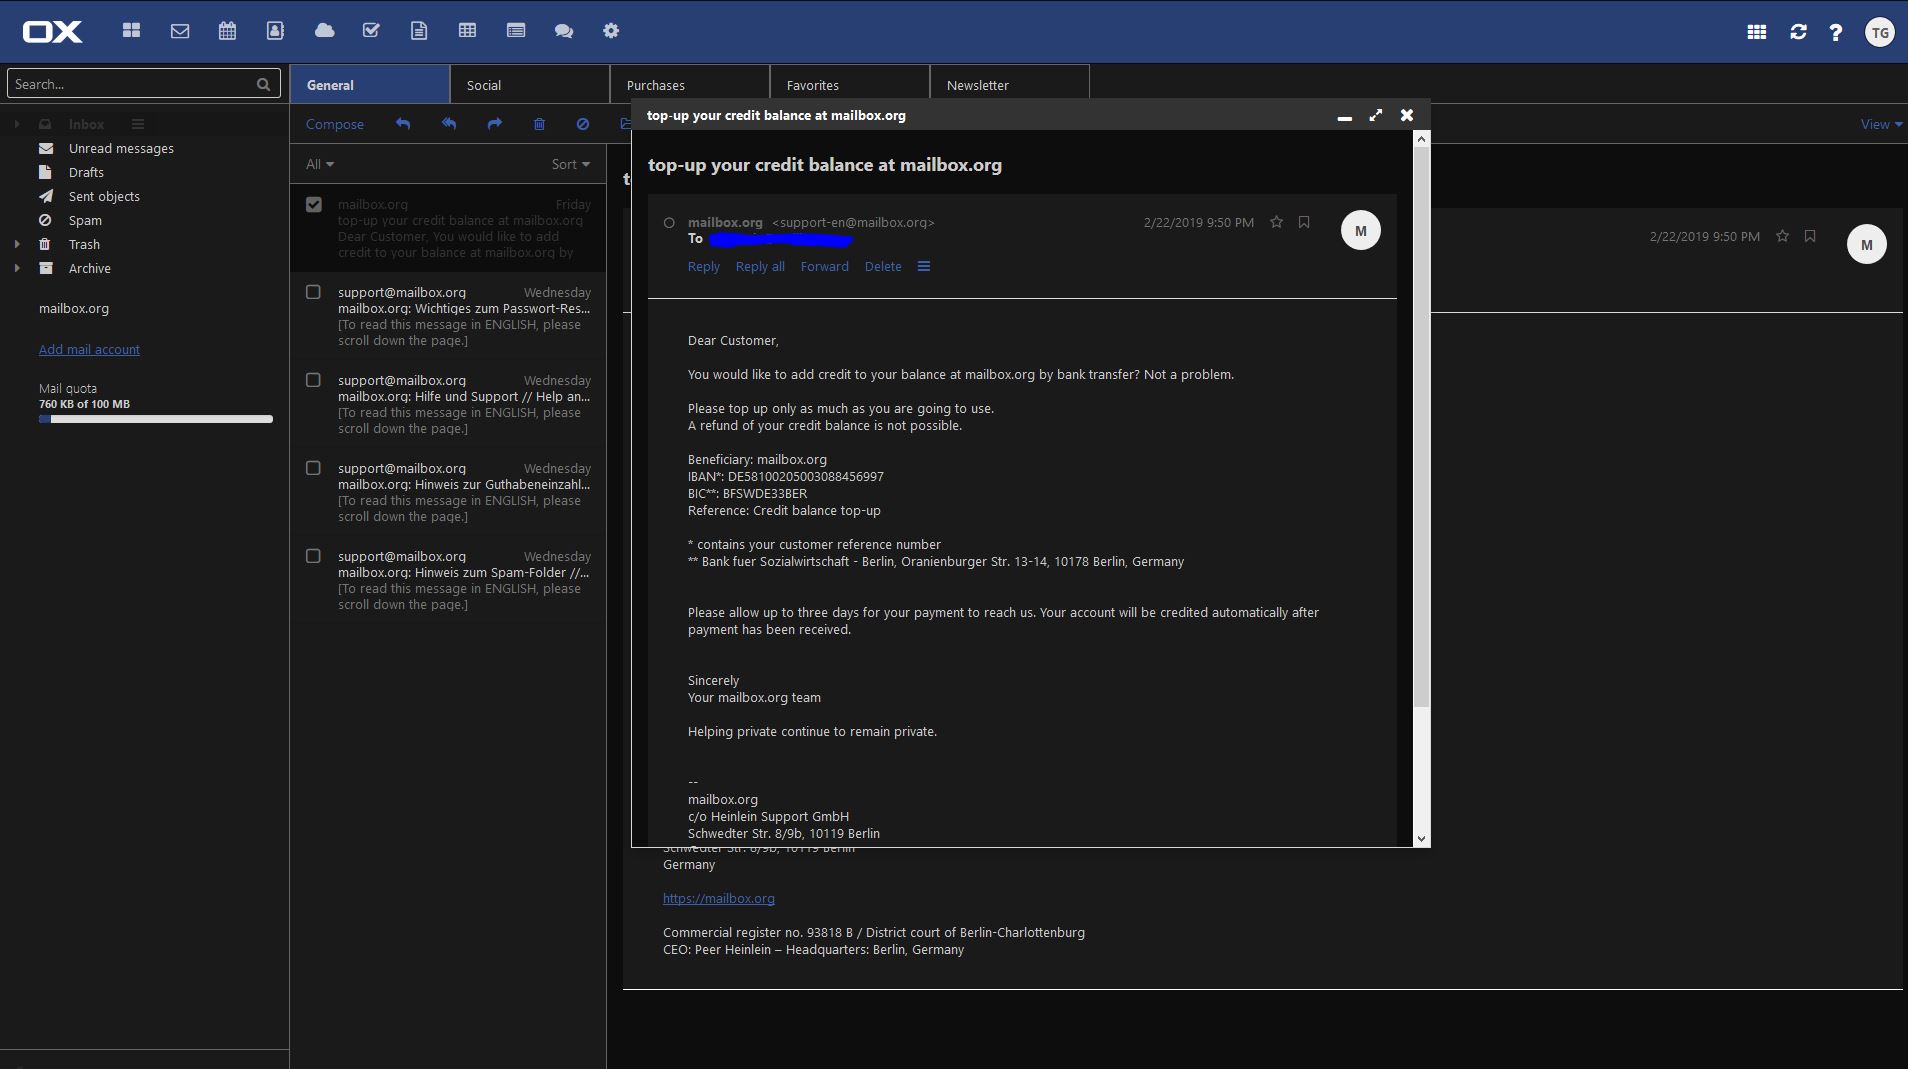 OX
TG
Search...
General
Social
Purchases
Favorites
Newsletter
Inbox
Unread messages
Drafts
Sent objects
Spam
Trash
Archive
mailbox.org
Add mail account
Mail quota
760 KB of 100 MB
Compose
View
All
Sort
mailbox.org Friday
top-up your credit balance at mailbox.org
Dear Customer, You would like to add
credit to your balance at mailbox.org by
support@mailbox.org Wednesday
mailbox.org: Wichtiges zum Passwort-Res...
[To read this message in ENGLISH, please
scroll down the page.]
support@mailbox.org Wednesday
mailbox.org: Hilfe und Support // Help an...
[To read this message in ENGLISH, please
scroll down the page.]
support@mailbox.org Wednesday
mailbox.org: Hinweis zur Guthabeneinzahl...
[To read this message in ENGLISH, please
scroll down the page.]
support@mailbox.org Wednesday
mailbox.org: Hinweis zum Spam-Folder //...
[To read this message in ENGLISH, please
scroll down the page.]
top-up your credit balance at mailbox.org
top-up your credit balance at mailbox.org
mailbox.org <support-en@mailbox.org> 2/22/2019 9:50 PM
M
To
Reply Reply all Forward Delete
Dear Customer,
You would like to add credit to your balance at mailbox.org by bank transfer? Not a problem.
Please top up only as much as you are going to use.
A refund of your credit balance is not possible.
Beneficiary: mailbox.org
IBAN*: DE58100205003088456997
BIC**: BFSWDE33BER
Reference: Credit balance top-up
* contains your customer reference number
** Bank fuer Sozialwirtschaft - Berlin, Oranienburger Str. 13-14, 10178 Berlin, Germany
Please allow up to three days for your payment to reach us. Your account will be credited automatically after
payment has been received.
Sincerely
Your mailbox.org team
Helping private continue to remain private.
--
mailbox.org
c/o Heinlein Support GmbH
Schwedter Str. 8/9b, 10119 Berlin
2/22/2019 9:50 PM
M
Schwedter Str. 8/9b, 10119 Berlin
Germany
https://mailbox.org
Commercial register no. 93818 B / District court of Berlin-Charlottenburg
CEO: Peer Heinlein – Headquarters: Berlin, Germany